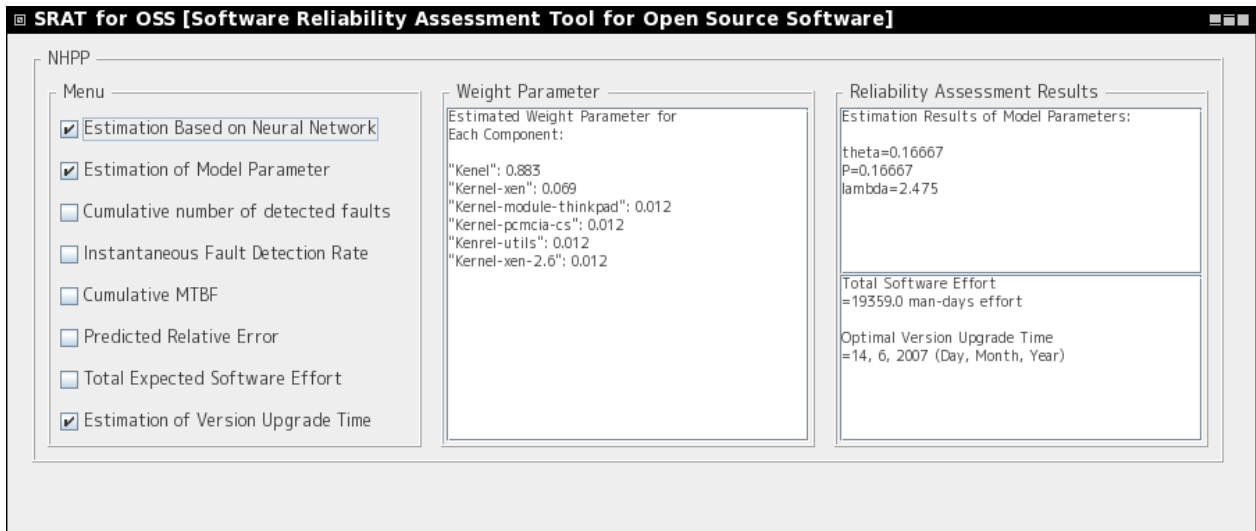 SRAT for OSS [Software Reliability Assessment Tool for Open Source Software]
NHPP
Menu
Estimation Based on Neural Network
Estimation of Model Parameter
Cumulative number of detected faults
Instantaneous Fault Detection Rate
Cumulative MTBF
Predicted Relative Error
Total Expected Software Effort
Estimation of Version Upgrade Time
Weight Parameter
Estimated Weight Parameter for
Each Component:
"Kenel": 0.883
"Kernel-xen": 0.069
"Kernel-module-thinkpad": 0.012
"Kernel-pcmcia-cs": 0.012
"Kenrel-utils": 0.012
"Kernel-xen-2.6": 0.012
Reliability Assessment Results
Estimation Results of Model Parameters:
theta=0.16667
P=0.16667
lambda=2.475
Total Software Effort
=19359.0 man-days effort
Optimal Version Upgrade Time
=14, 6, 2007 (Day, Month, Year)